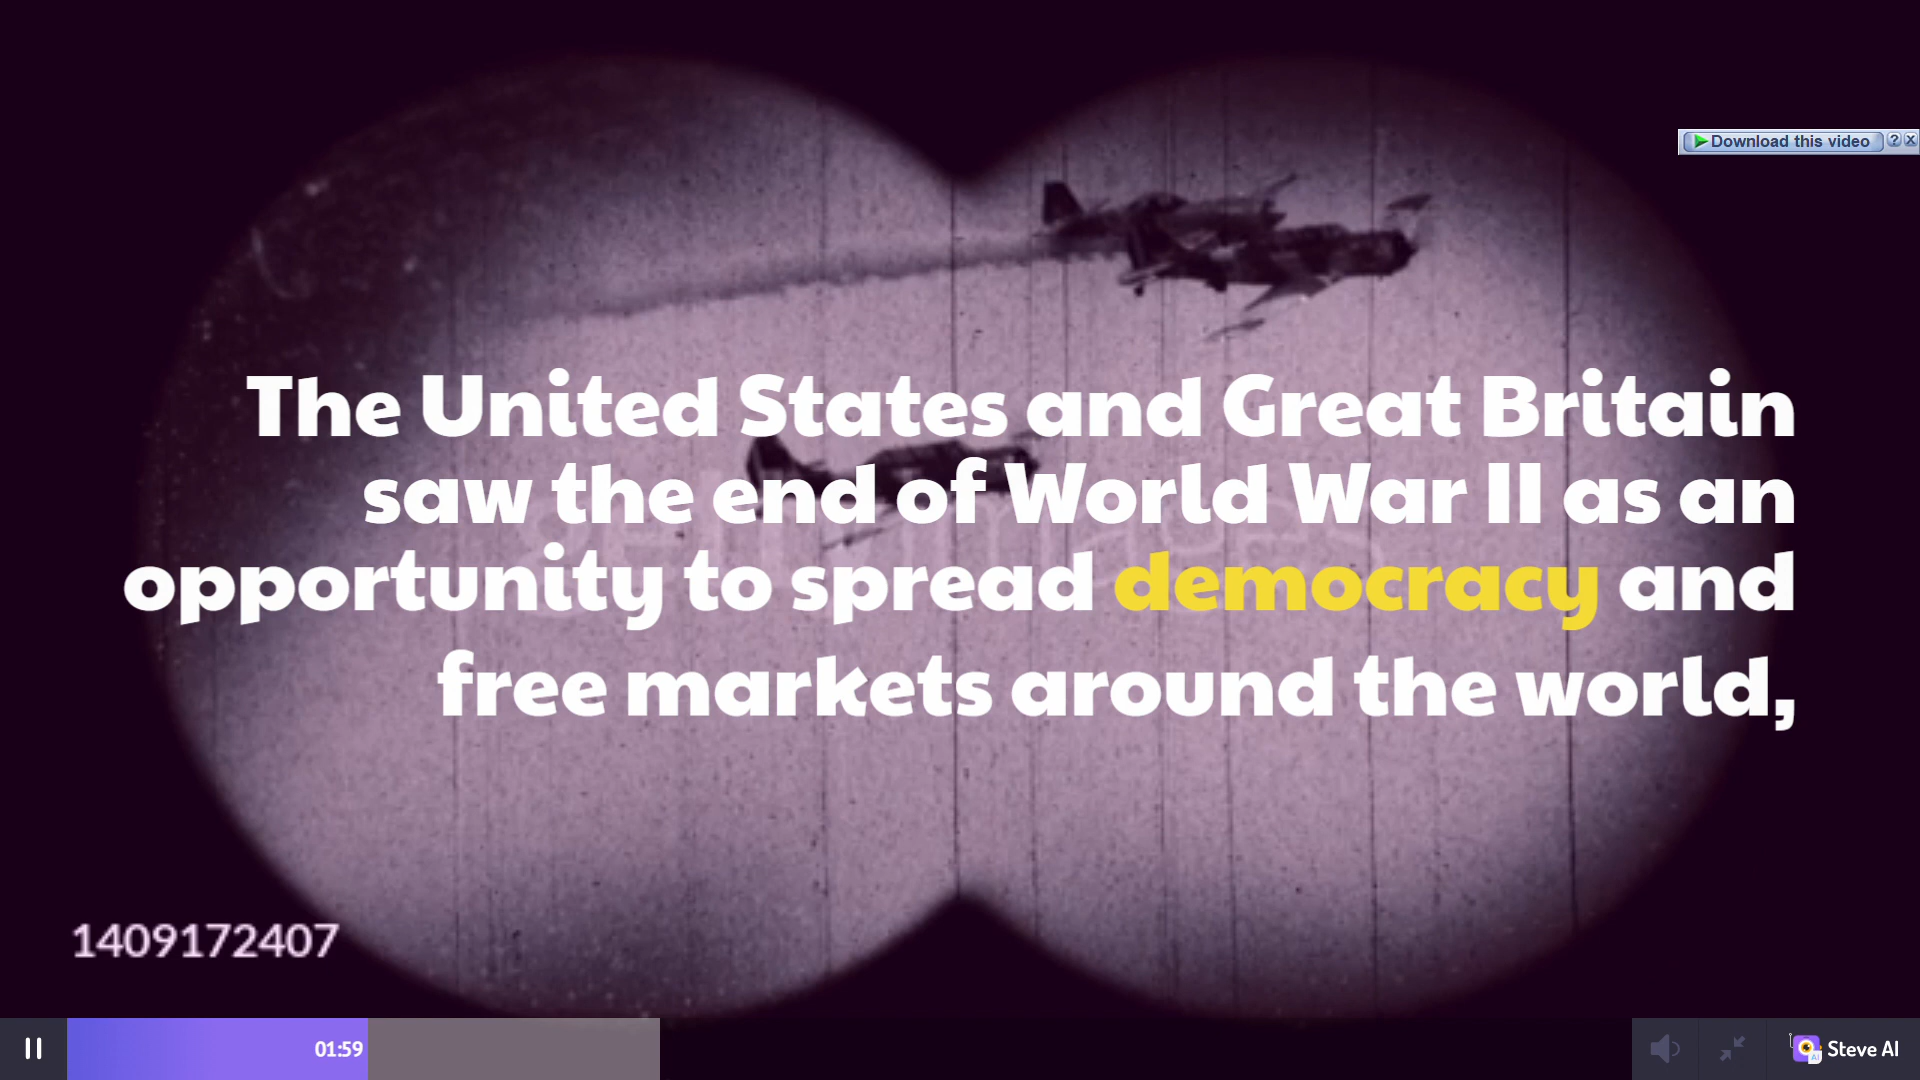 Download this video
? X
The United States and Great Britain
saw the end of World War II as an
opportunity to spread democracy and
free markets around the world,
1409172407
01:59
Steve AI